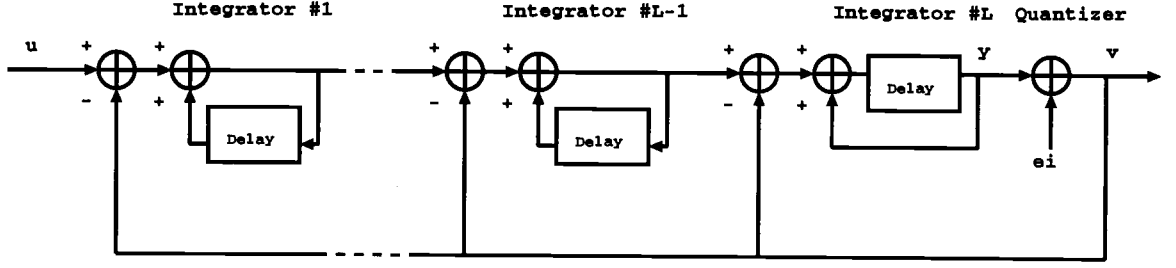 Integrator #1
Integrator #L-1
Integrator #L
Quantizer
u
+
+
+
+
+
+
y
v
-
+
-
+
-
+
Delay
Delay
Delay
ei